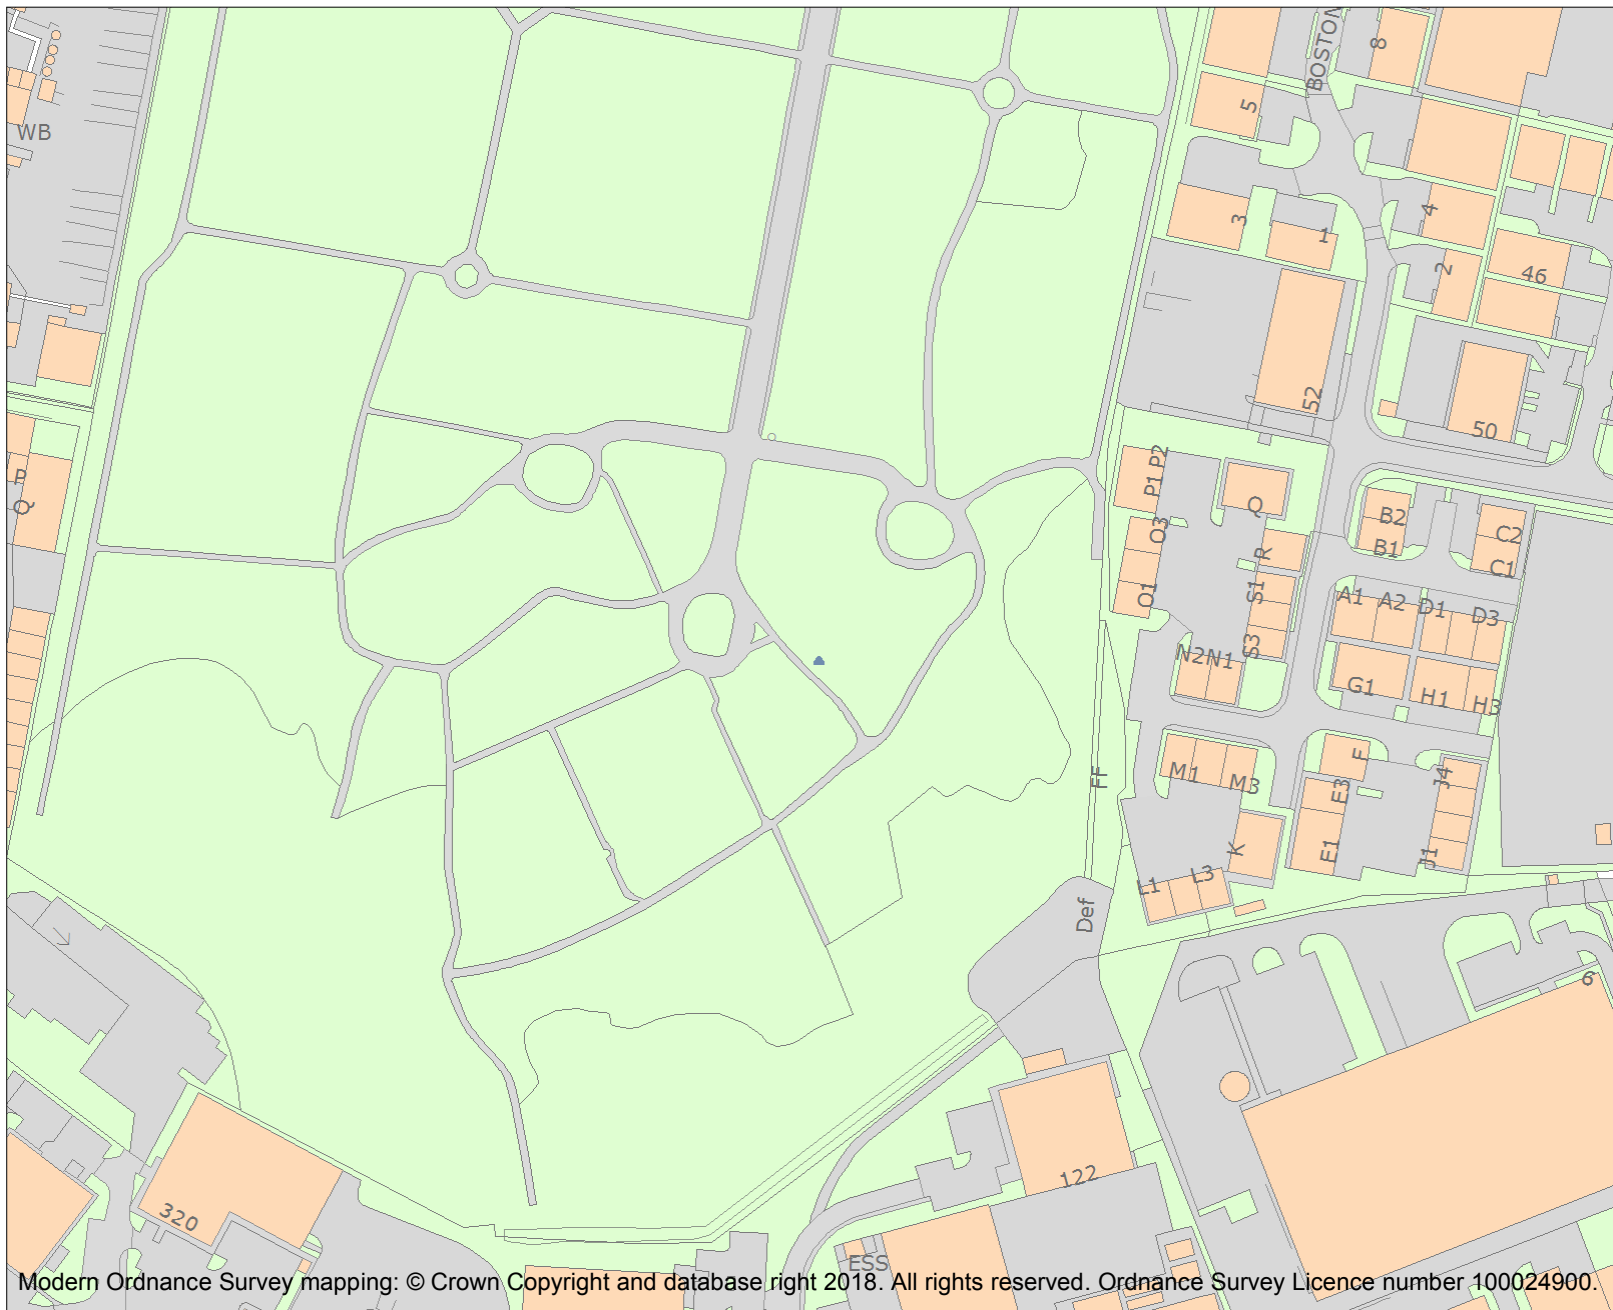 BOSTON
8
5
WB
4
3
1
2
46
52
50
P2
P1
P
Q
Q
B2
C2
O3
B1
R
C1
S1
O1
A1
A2
D1
D3
S3
N2
N1
G1
H1
H3
F
M1
M3
J4
FF
E3
K
E1
J1
L3
L1
Def
6
122
320
ESS
Modern Ordnance Survey mapping: © Crown Copyright and database right 2018. All rights reserved. Ordnance Survey Licence number 100024900.